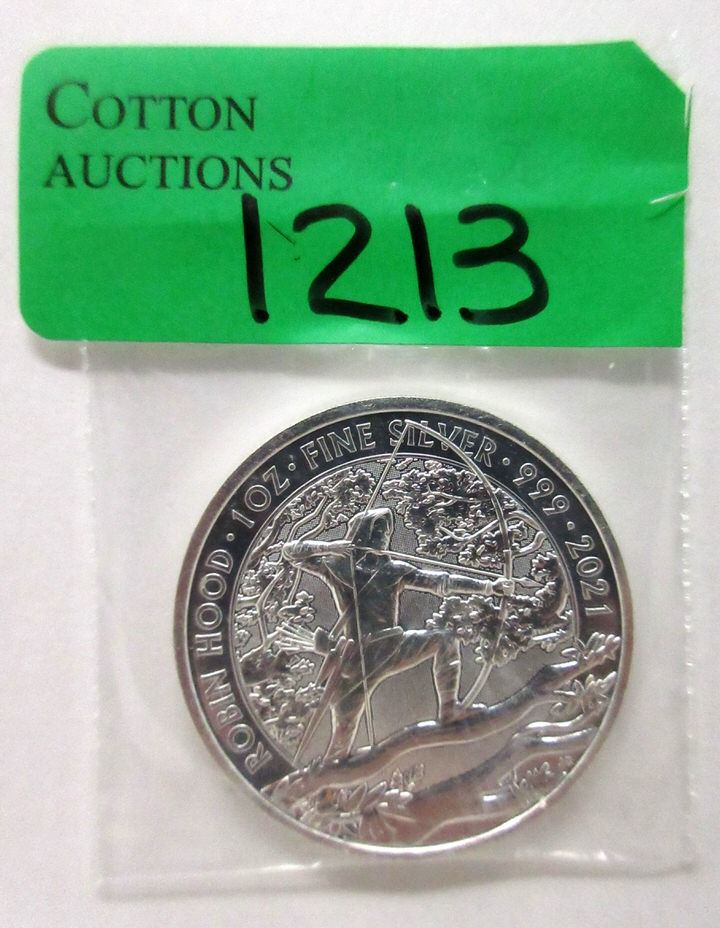 COTTON
AUCTIONS
1213
ROBIN HOOD · 1OZ · FINE SILVER · 999 · 2021